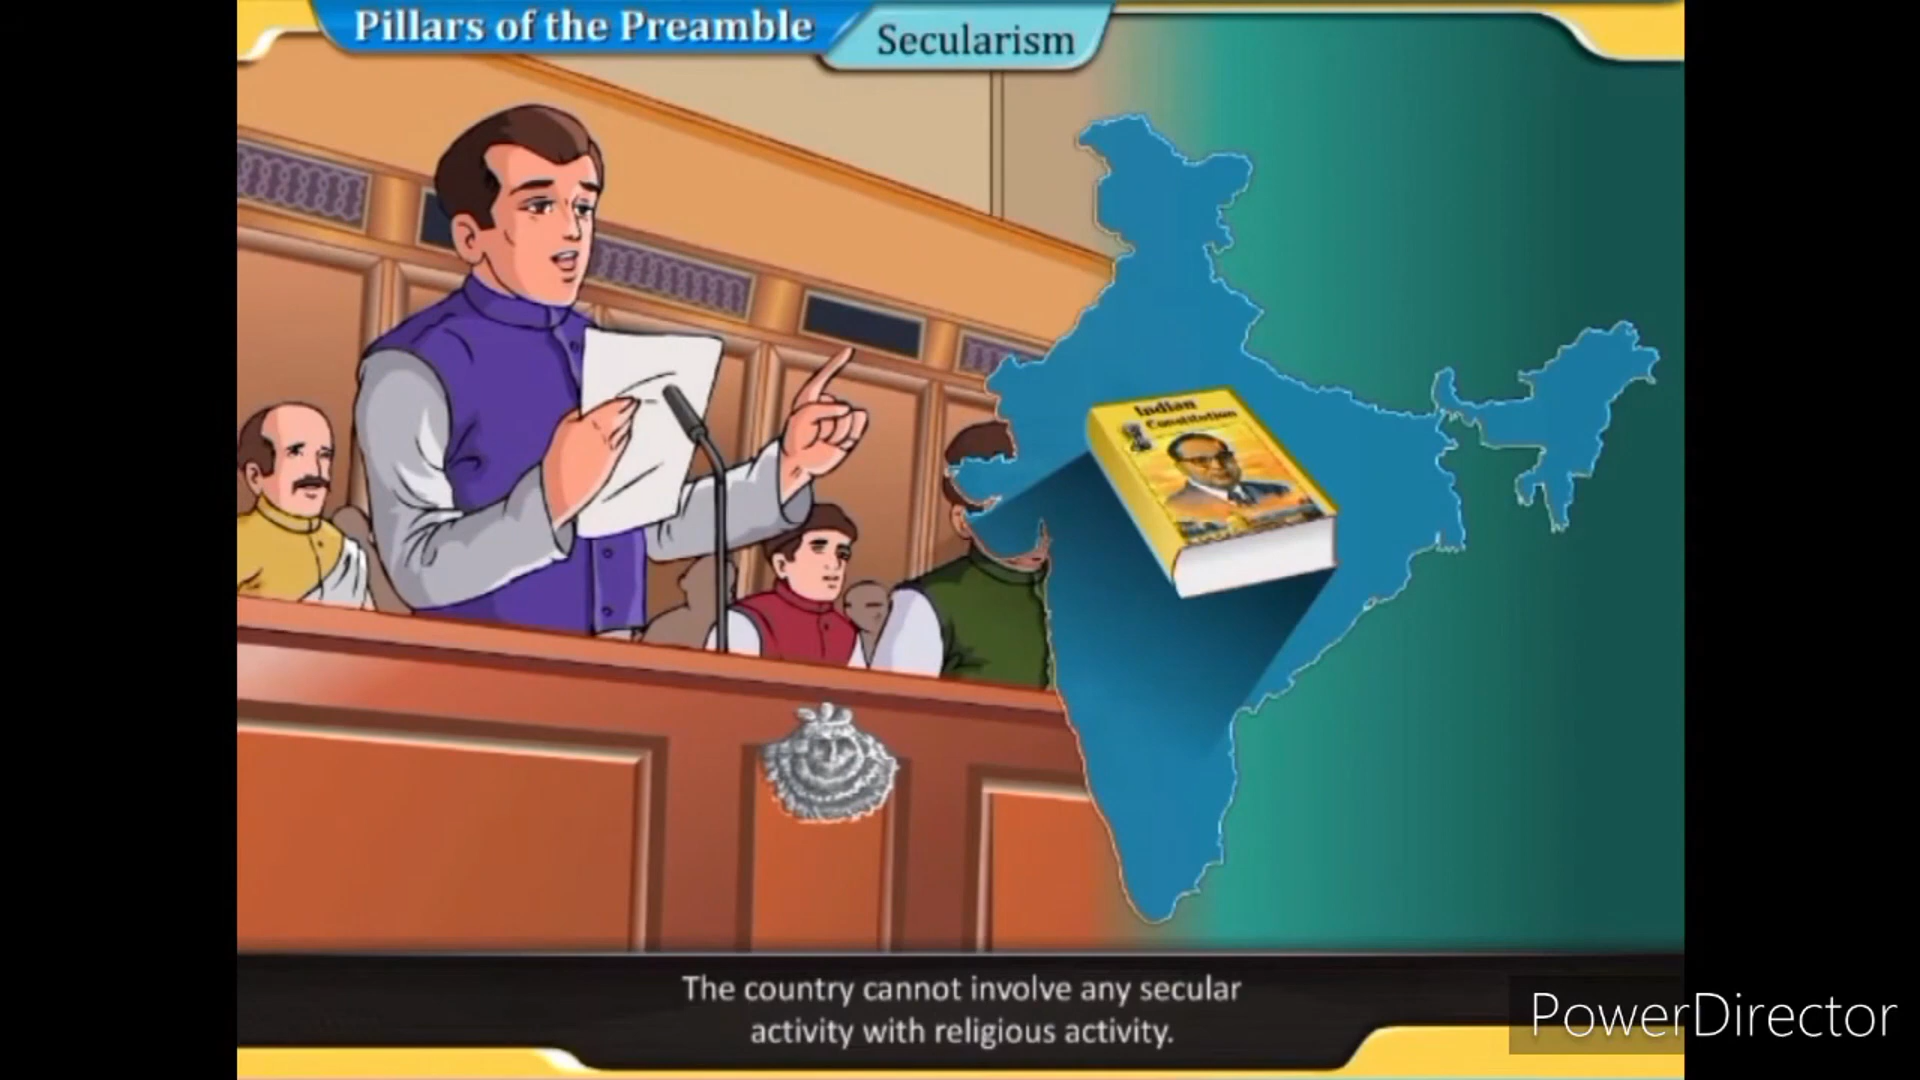 Pillars of the Preamble
Secularism
Indian
Constitution
The country cannot involve any secular
activity with religious activity.
PowerDirector